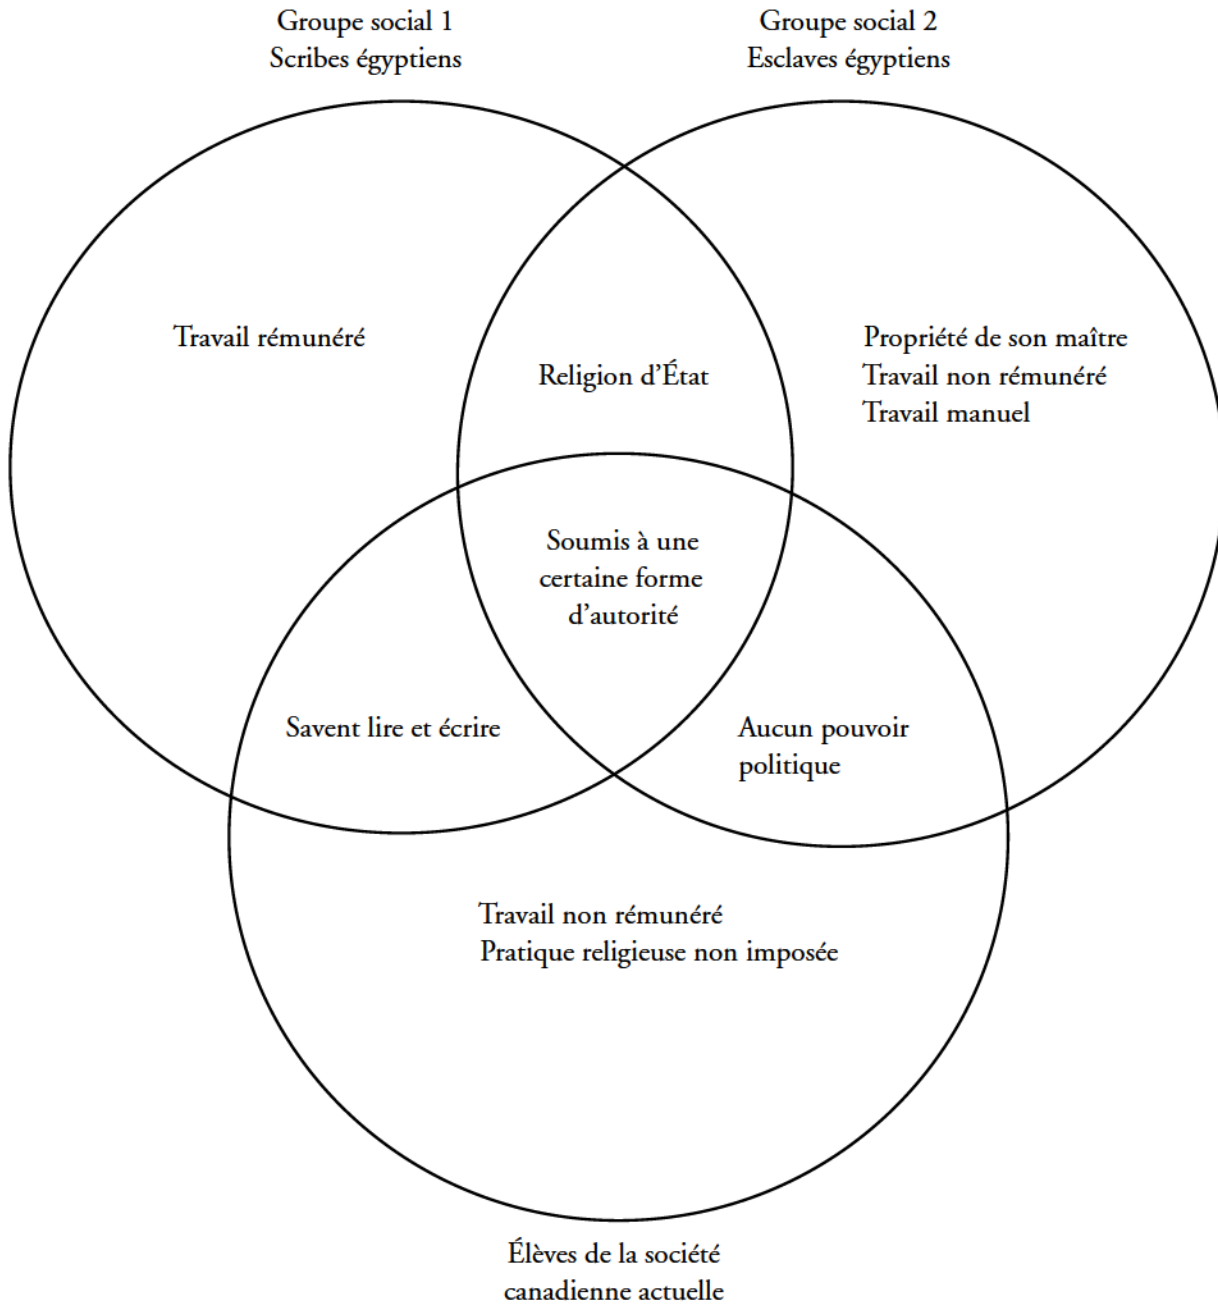 Groupe social 1
Scribes égyptiens
Groupe social 2
Esclaves égyptiens
Travail rémunéré
Religion d'État
Propriété de son maître
Travail non rémunéré
Travail manuel
Soumis à une
certaine forme
d'autorité
Savent lire et écrire
Aucun pouvoir
politique
Travail non rémunéré
Pratique religieuse non imposée
Élèves de la société
canadienne actuelle